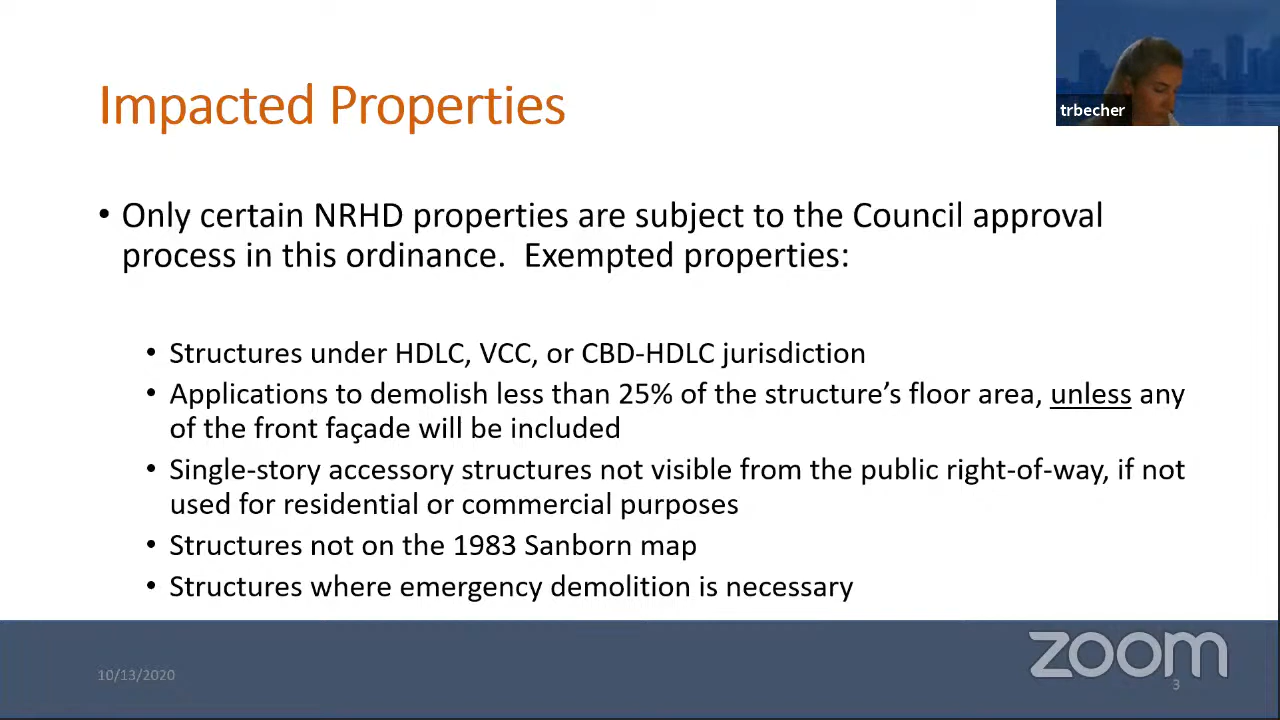 Impacted Properties
trbecher
• Only certain NRHD properties are subject to the Council approval
process in this ordinance.  Exempted properties:
• Structures under HDLC, VCC, or CBD-HDLC jurisdiction
• Applications to demolish less than 25% of the structure’s floor area, unless any
of the front façade will be included
• Single-story accessory structures not visible from the public right-of-way, if not
used for residential or commercial purposes
• Structures not on the 1983 Sanborn map
• Structures where emergency demolition is necessary
10/13/2020
zoom
3